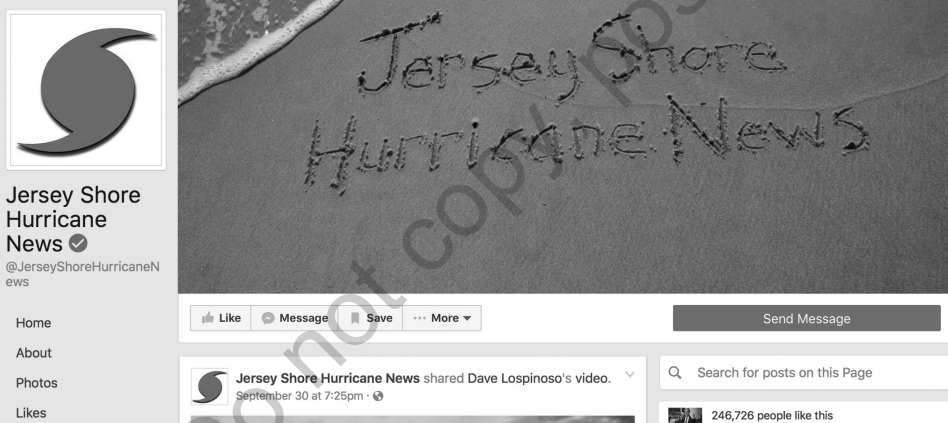 Jersey Shore
Hurricane News
Jersey Shore
Hurricane
News
@JerseyShoreHurricaneN
ews
Home
About
Photos
Likes
Like
Message
Save
More
Send Message
Jersey Shore Hurricane News shared Dave Lospinoso's video.
September 30 at 7:25pm
Search for posts on this Page
246,726 people like this
not copy, pos